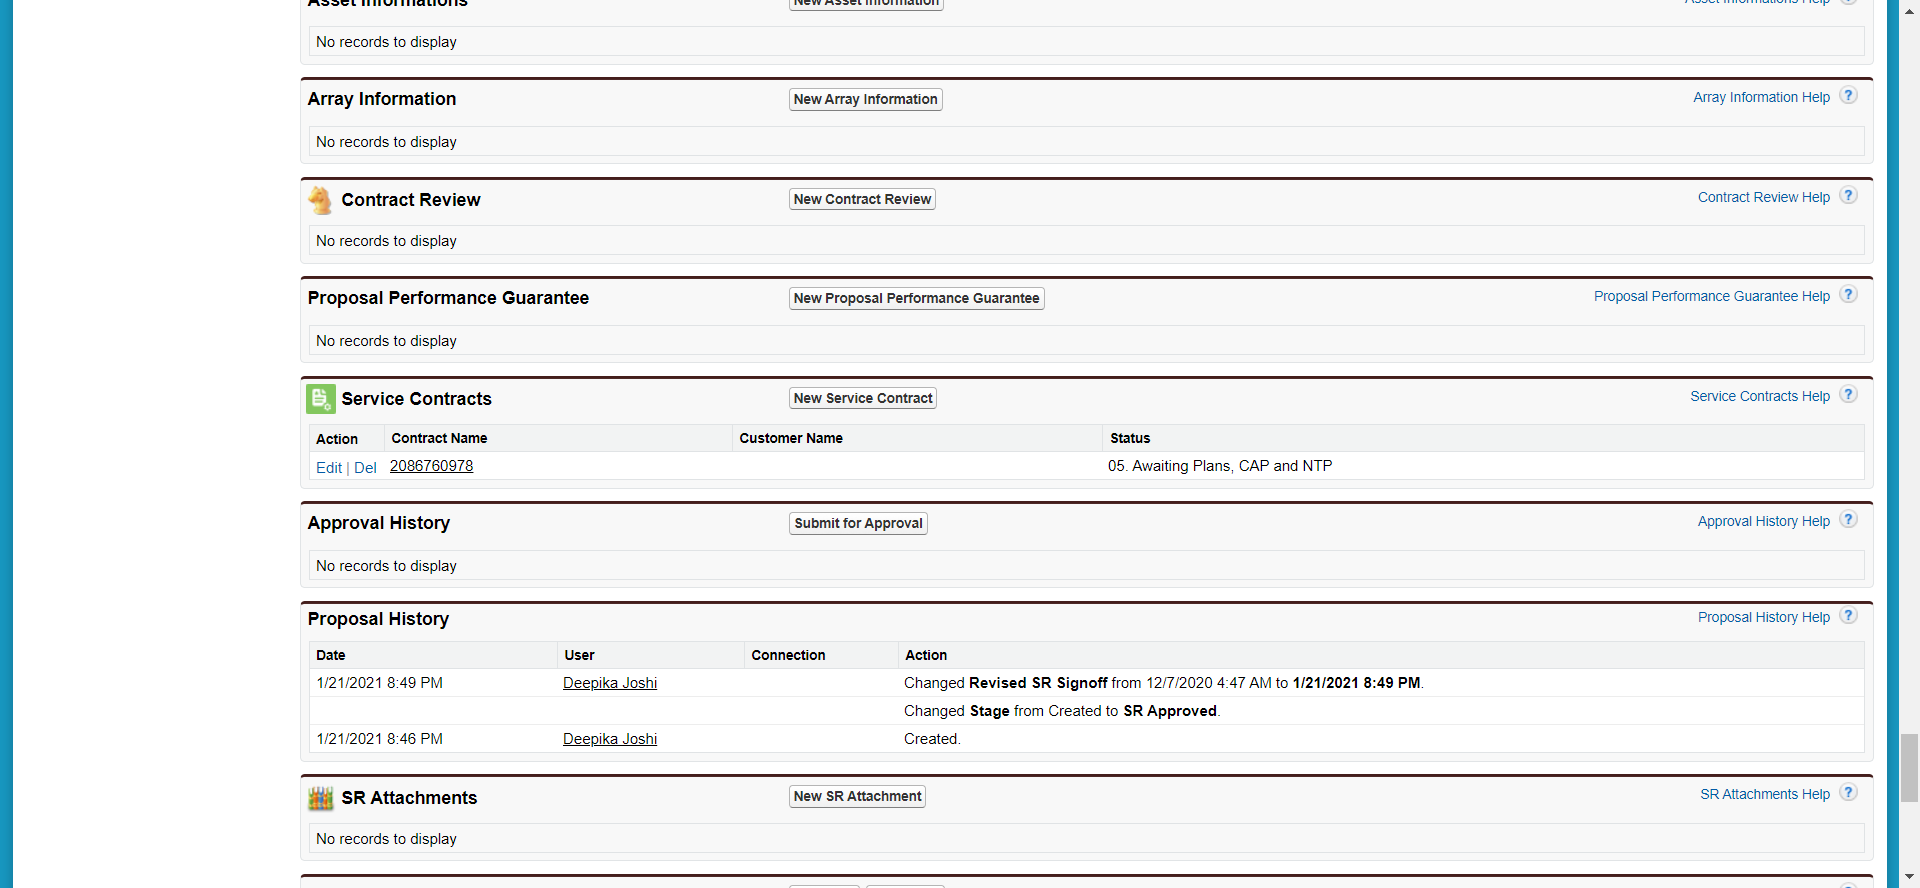 Asset Informations New Asset Information Asset Informations Help ?
No records to display
Array Information New Array Information Array Information Help ?
No records to display
Contract Review New Contract Review Contract Review Help ?
No records to display
Proposal Performance Guarantee New Proposal Performance Guarantee Proposal Performance Guarantee Help ?
No records to display
Service Contracts New Service Contract Service Contracts Help ?
Action Contract Name Customer Name Status
Edit | Del 2086760978 05. Awaiting Plans, CAP and NTP
Approval History Submit for Approval Approval History Help ?
No records to display
Proposal History Proposal History Help ?
Date User Connection Action
1/21/2021 8:49 PM Deepika Joshi Changed Revised SR Signoff from 12/7/2020 4:47 AM to 1/21/2021 8:49 PM.
Changed Stage from Created to SR Approved.
1/21/2021 8:46 PM Deepika Joshi Created.
SR Attachments New SR Attachment SR Attachments Help ?
No records to display